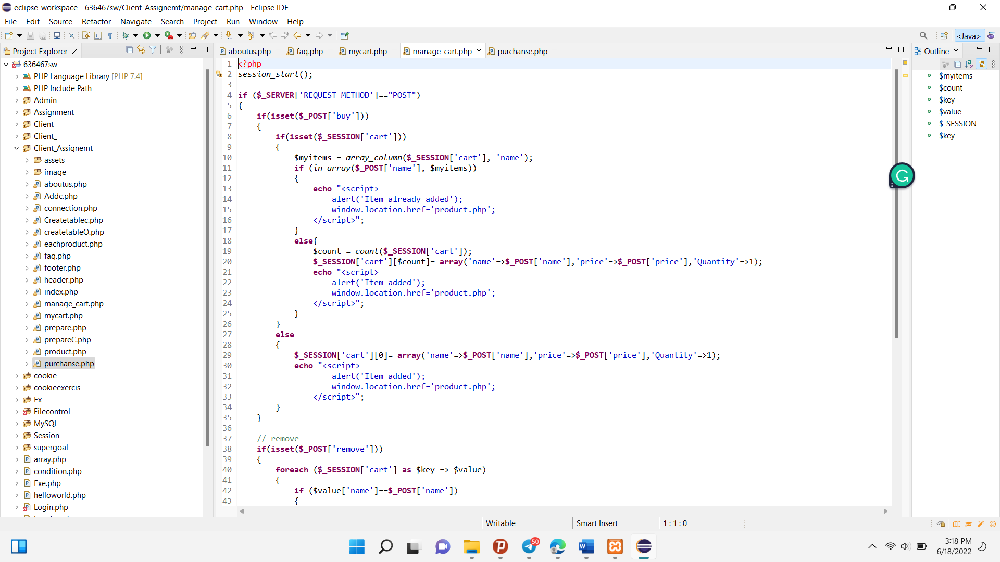 eclipse-workspace - 636467sw/Client_Assignemt/manage_cart.php - Eclipse IDE
File Edit Source Refactor Navigate Search Project Run Window Help
<Java>
Project Explorer
636467sw
PHP Language Library [PHP 7.4]
PHP Include Path
Admin
Assignment
Client
Client_
Client_Assignemt
assets
image
aboutus.php
Addc.php
connection.php
Createtablec.php
createtableO.php
eachproduct.php
faq.php
footer.php
header.php
index.php
manage_cart.php
mycart.php
prepare.php
prepareC.php
product.php
purchanse.php
cookie
cookieexercis
Ex
Filecontrol
MySQL
Session
supergoal
array.php
condition.php
Exe.php
helloworld.php
Login.php
aboutus.php faq.php mycart.php manage_cart.php purchanse.php
1 <?php
2 session_start();
3
4 if ($_SERVER['REQUEST_METHOD']=="POST")
5 {
6 if(isset($_POST['buy']))
7 {
8 if(isset($_SESSION['cart']))
9 {
10 $myitems = array_column($_SESSION['cart'], 'name');
11 if (in_array($_POST['name'], $myitems))
12 {
13 echo "<script>
14 alert('Item already added');
15 window.location.href='product.php';
16 </script>";
17 }
18 else{
19 $count = count($_SESSION['cart']);
20 $_SESSION['cart'][$count]= array('name'=>$_POST['name'],'price'=>$_POST['price'],'Quantity'=>1);
21 echo "<script>
22 alert('Item added');
23 window.location.href='product.php';
24 </script>";
25 }
26 }
27 else
28 {
29 $_SESSION['cart'][0]= array('name'=>$_POST['name'],'price'=>$_POST['price'],'Quantity'=>1);
30 echo "<script>
31 alert('Item added');
32 window.location.href='product.php';
33 </script>";
34 }
35 }
36
37 // remove
38 if(isset($_POST['remove']))
39 {
40 foreach ($_SESSION['cart'] as $key => $value)
41 {
42 if ($value['name']==$_POST['name'])
43 {
Outline
$myitems
$count
$key
$value
$_SESSION
$key
Writable Smart Insert 1 : 1 : 0
50
3:18 PM
6/18/2022